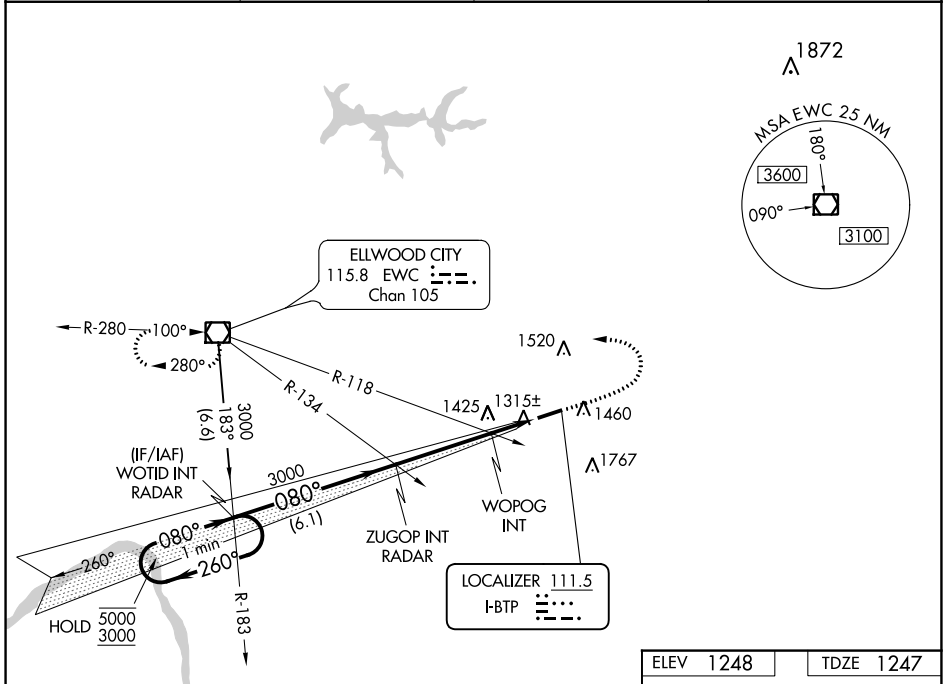 1872
MSA EWC 25 NM
180°
3600
090°
3100
ELLWOOD CITY
115.8 EWC
Chan 105
R-280
100°
280°
R-118
R-134
1520
1425
1315±
1460
1767
3000
183°
(6.6)
(IF/IAF)
WOTID INT
RADAR
3000
080°
(6.1)
080°
1 min
260°
260°
ZUGOP INT
RADAR
WOPOG
INT
HOLD 5000
3000
R-183
LOCALIZER 111.5
I-BTP
ELEV 1248
TDZE 1247